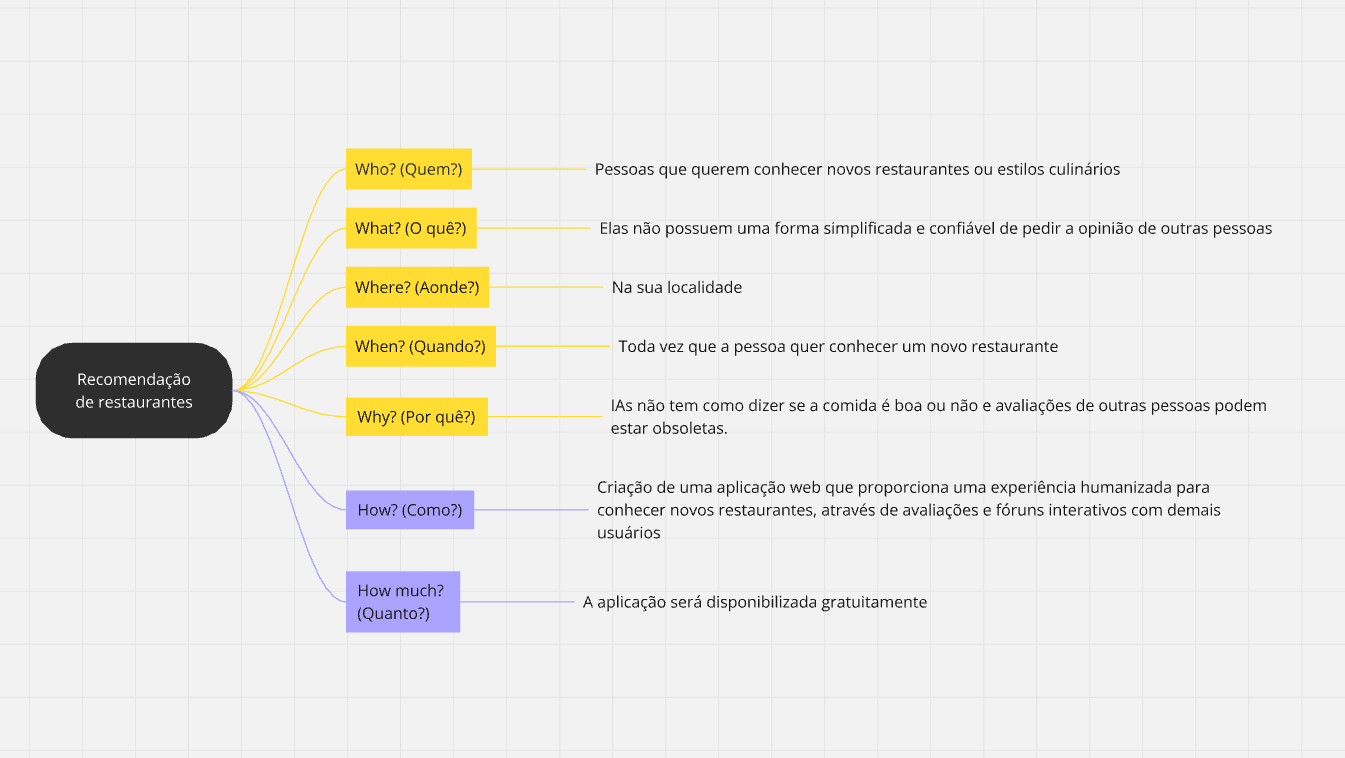 Recomendação
de restaurantes
Who? (Quem?)
Pessoas que querem conhecer novos restaurantes ou estilos culinários
What? (O quê?)
Elas não possuem uma forma simplificada e confiável de pedir a opinião de outras pessoas
Where? (Aonde?)
Na sua localidade
When? (Quando?)
Toda vez que a pessoa quer conhecer um novo restaurante
Why? (Por quê?)
IAs não tem como dizer se a comida é boa ou não e avaliações de outras pessoas podem
estar obsoletas.
How? (Como?)
Criação de uma aplicação web que proporciona uma experiência humanizada para
conhecer novos restaurantes, através de avaliações e fóruns interativos com demais
usuários
How much?
(Quanto?)
A aplicação será disponibilizada gratuitamente